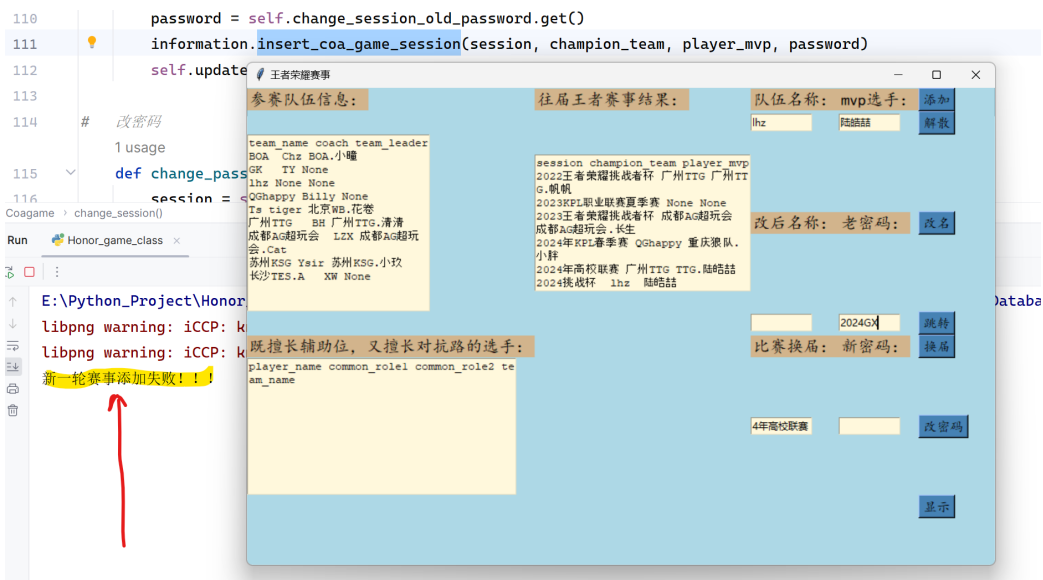 110 password = self.change_session_old_password.get()
111 information.insert_coa_game_session(session, champion_team, player_mvp, password)
112 self.update
113
114 # 改密码
1 usage
115 def change_pas
116 session = s
Coagame › change_session()
Run Honor_game_class ×
E:\Python_Project\Honor
Databa
libpng warning: iCCP: k
libpng warning: iCCP: k
新一轮赛事添加失败!!!
王者荣耀赛事
参赛队伍信息:
team_name coach team_leader
BOA Chz BOA.小曈
GK TY None
lhz None None
QGhappy Billy None
Ts tiger 北京WB.花卷
广州TTG BH 广州TTG.清清
成都AG超玩会 LZX 成都AG超玩
会.Cat
苏州KSG Ysir 苏州KSG.小玖
长沙TES.A XW None
往届王者赛事结果:
session champion_team player_mvp
2022王者荣耀挑战者杯 广州TTG 广州TT
G.帆帆
2023KPL职业联赛夏季赛 None None
2023王者荣耀挑战者杯 成都AG超玩会
成都AG超玩会.长生
2024年KPL春季赛 QGhappy 重庆狼队.
小胖
2024年高校联赛 广州TTG TTG.陆皓喆
2024挑战杯 lhz 陆皓喆
队伍名称: mvp选手: 添加
lhz 陆皓喆 解散
改后名称: 老密码: 改名
2024GX 跳转
比赛换届: 新密码: 换届
4年高校联赛 改密码
显示
既擅长辅助位,又擅长对抗路的选手:
player_name common_role1 common_role2 te
am_name